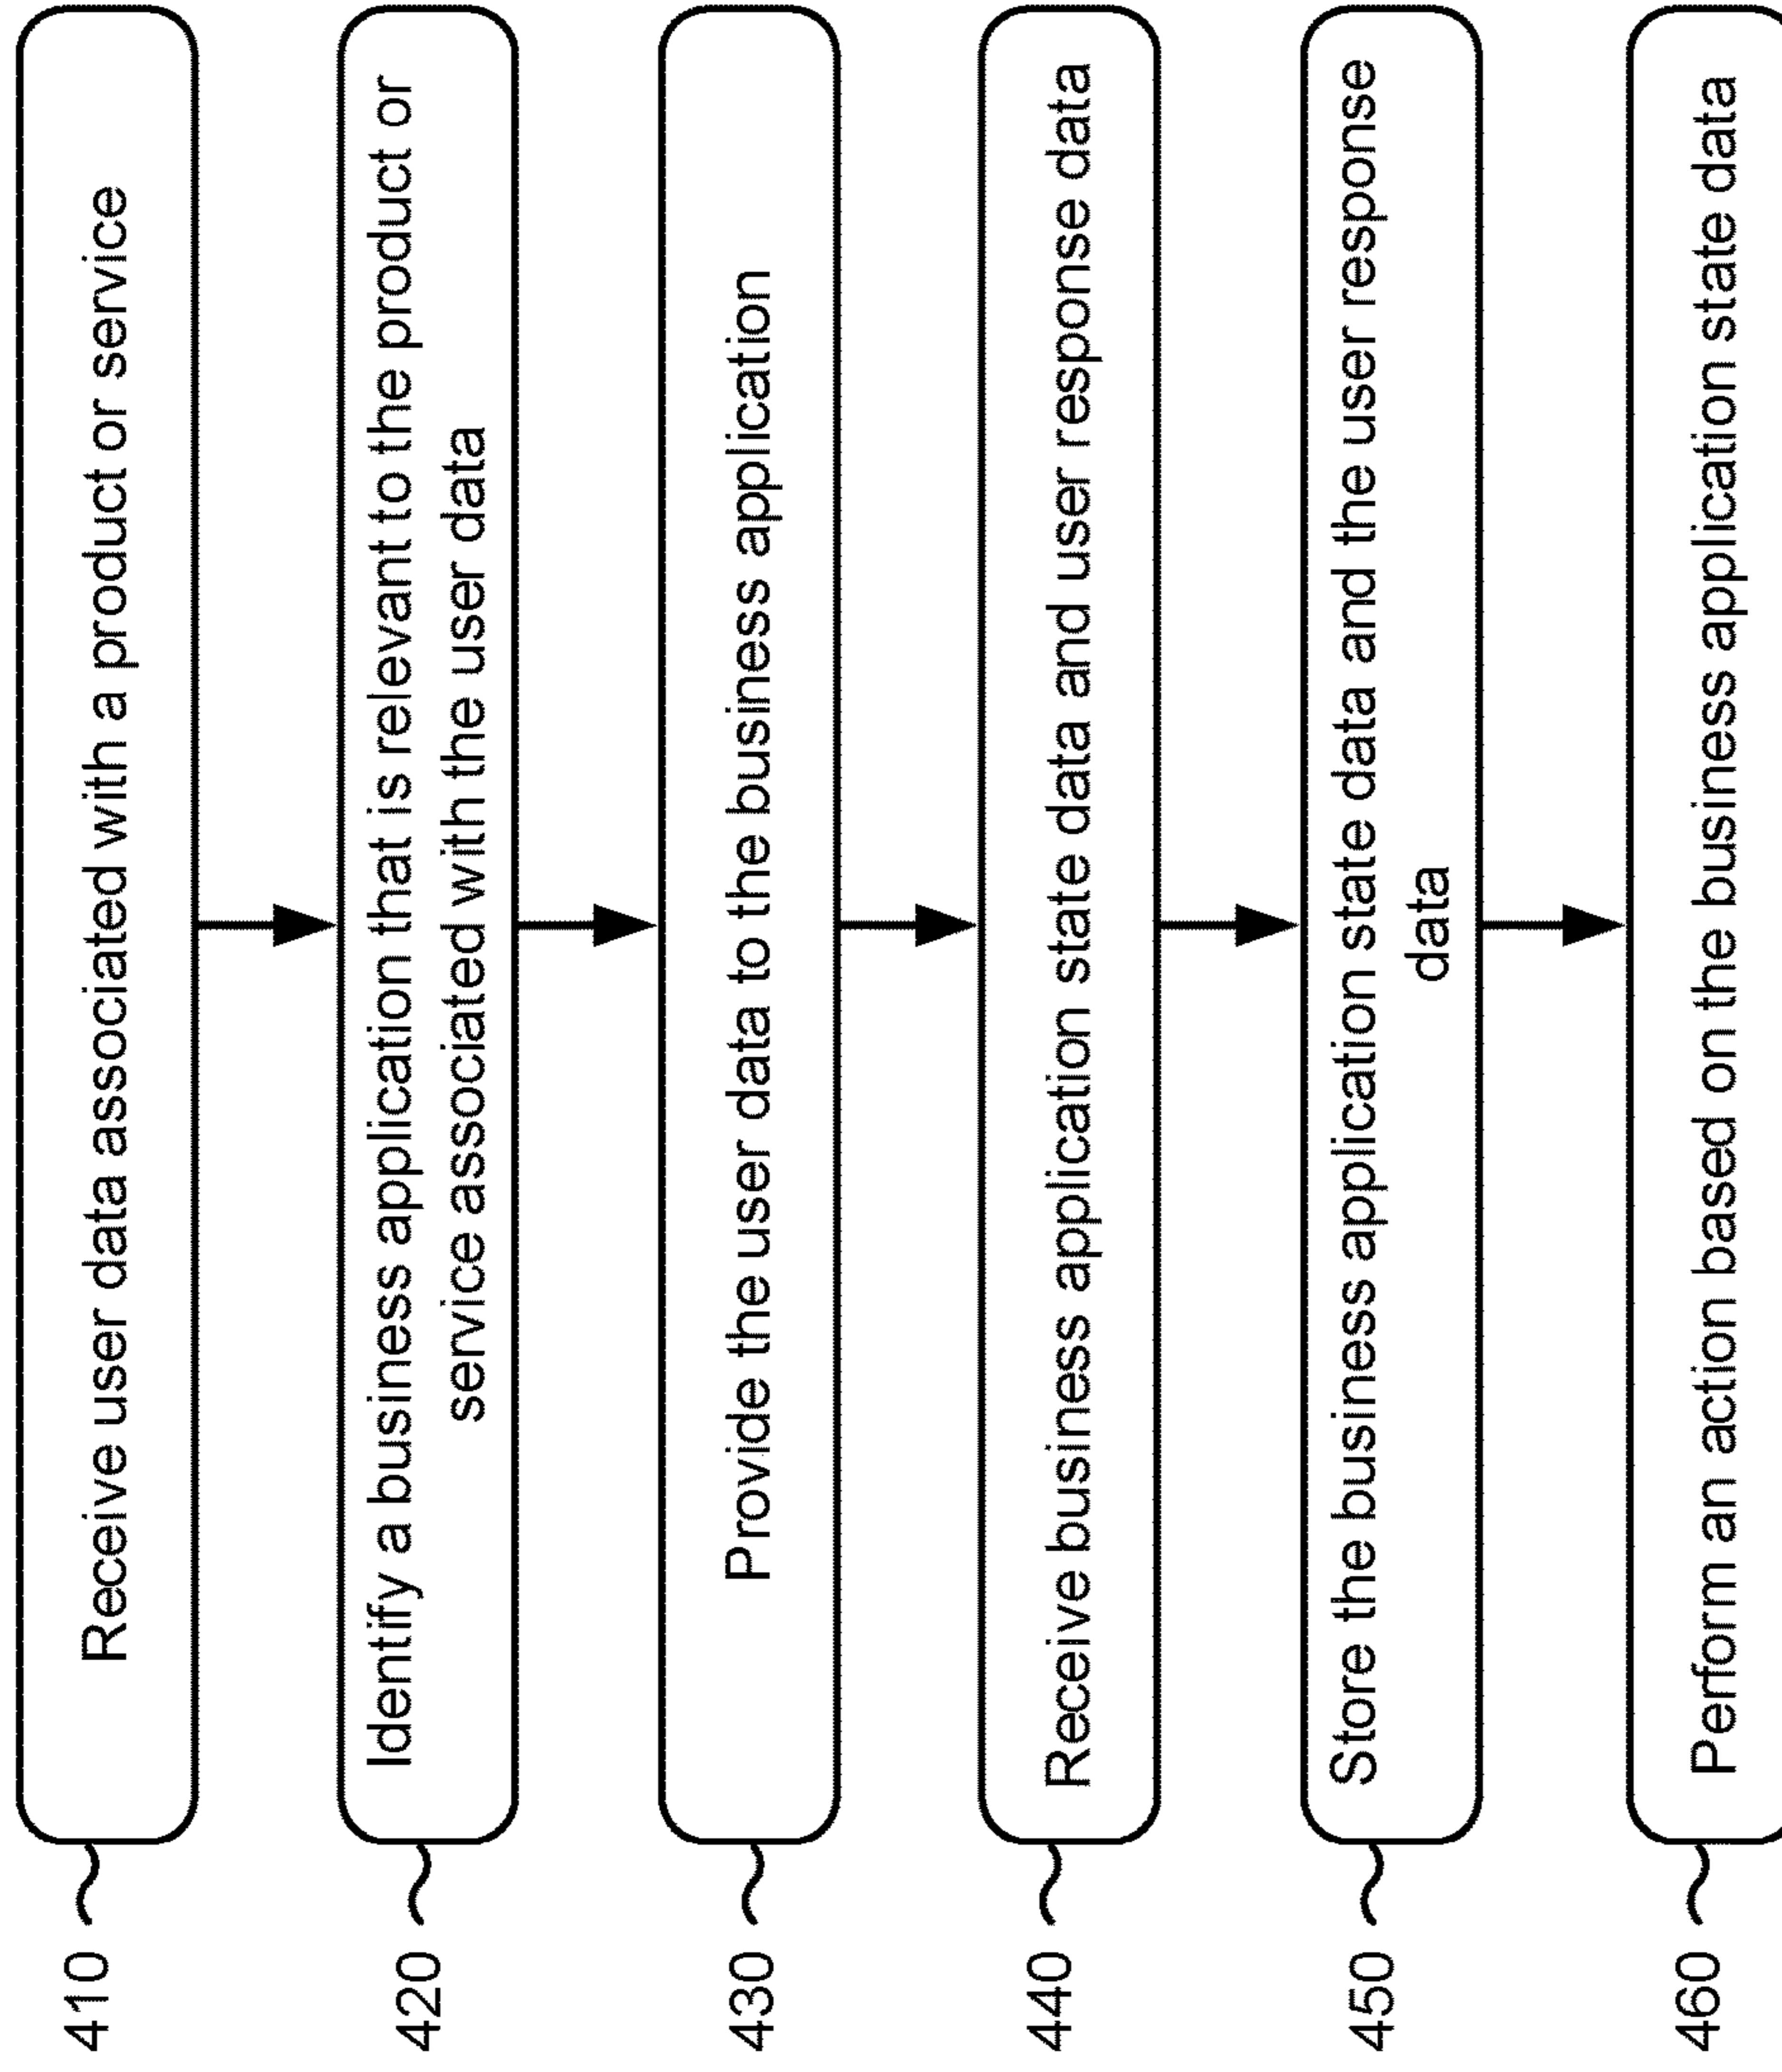 410
Receive user data associated with a product or service
420
Identify a business application that is relevant to the product or
service associated with the user data
430
Provide the user data to the business application
440
Receive business application state data and user response data
450
Store the business application state data and the user response
data
460
Perform an action based on the business application state data